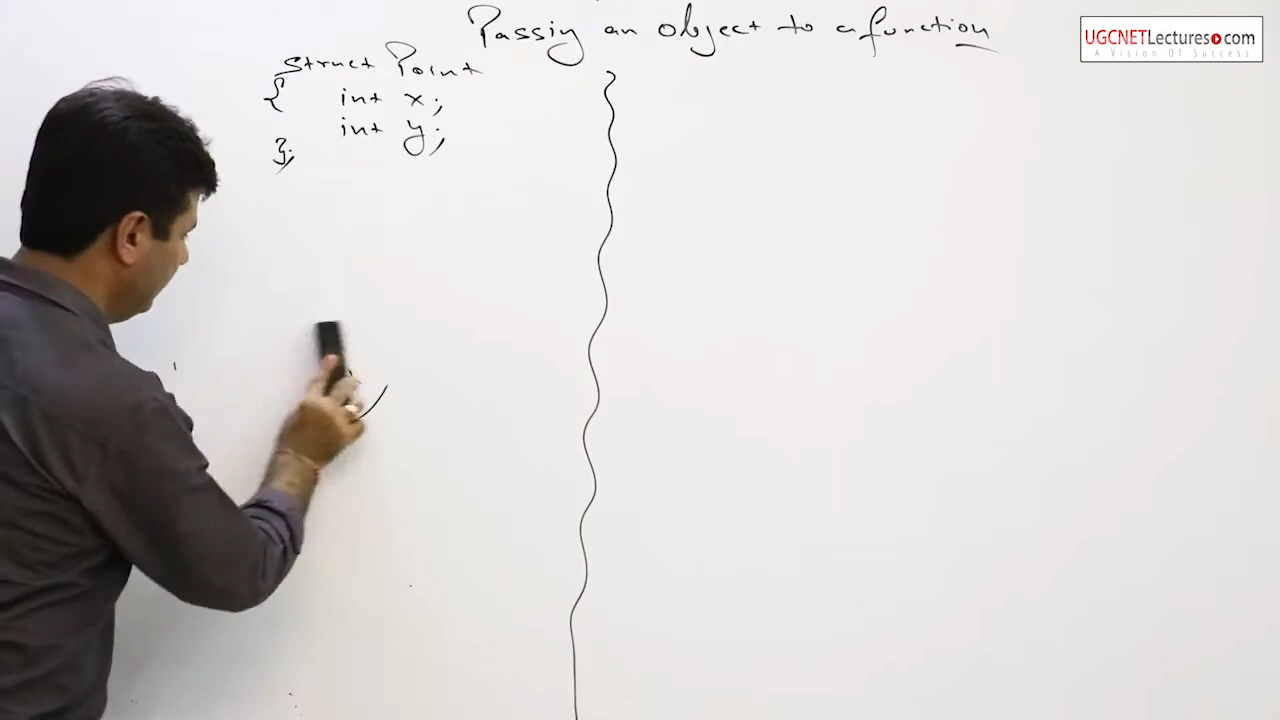 Passing an object to a function
struct Point
{ int x;
int y;
};
UGCNETLectures.com
A Vision Of Success